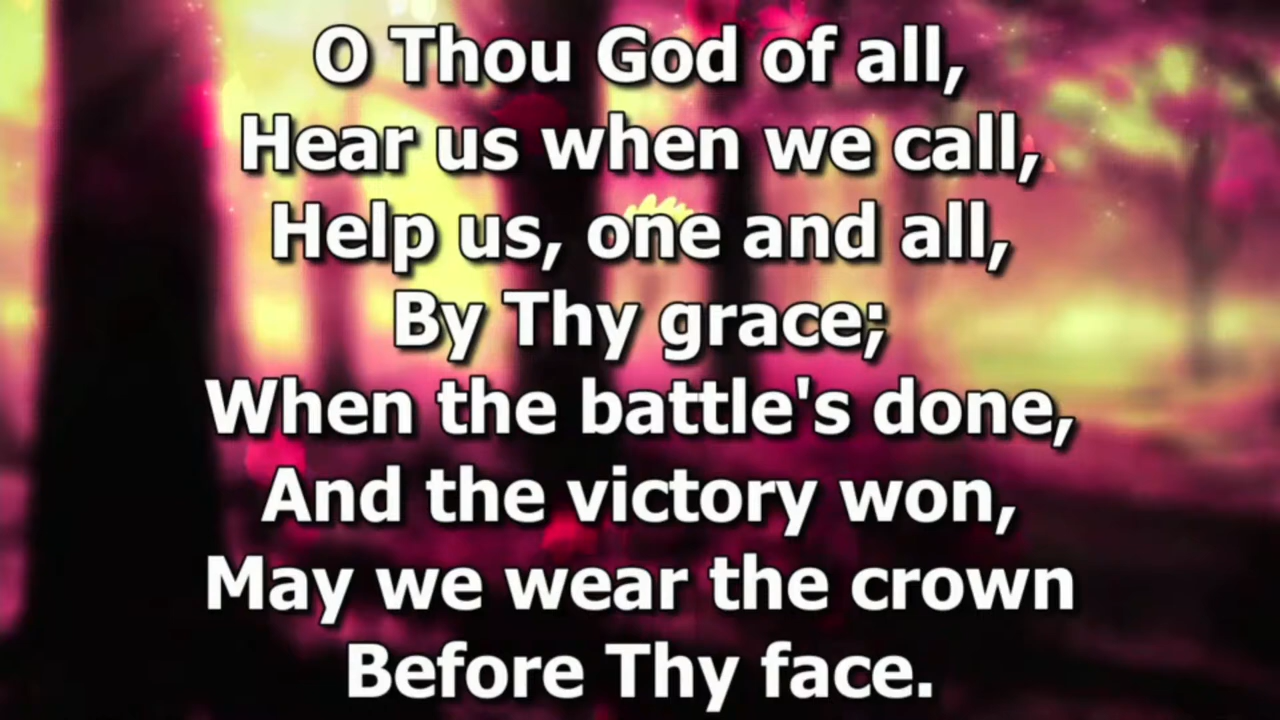 O Thou God of all,
Hear us when we call,
Help us, one and all,
By Thy grace;
When the battle's done,
And the victory won,
May we wear the crown
Before Thy face.